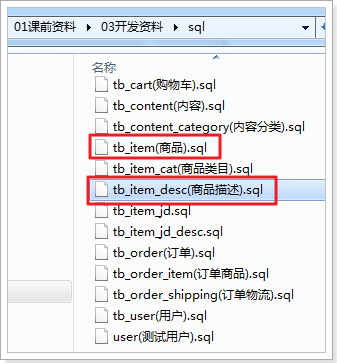 01课前资料 03开发资料 sql
名称
tb_cart(购物车).sql
tb_content(内容).sql
tb_content_category(内容分类).sql
tb_item(商品).sql
tb_item_cat(商品类目).sql
tb_item_desc(商品描述).sql
tb_item_jd.sql
tb_item_jd_desc.sql
tb_order(订单).sql
tb_order_item(订单商品).sql
tb_order_shipping(订单物流).sql
tb_user(用户).sql
user(测试用户).sql